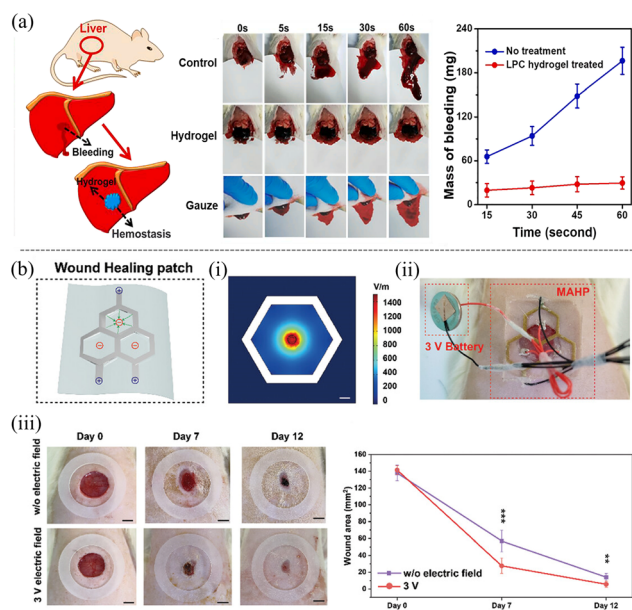 (a)
Liver
Bleeding
Hydrogel
Hemostasis
0s 5s 15s 30s 60s
Control
Hydrogel
Gauze
Mass of bleeding (mg)
240
180
120
60
0
No treatment
LPC hydrogel treated
15 30 45 60
Time (second)
(b)
Wound Healing patch
(i)
V/m
1400
1200
1000
800
600
400
200
0
(ii)
MAHP
3 V Battery
(iii)
Day 0 Day 7 Day 12
w/o electric field
3 V electric field
Wound area (mm2)
160
140
120
100
80
60
40
20
0
***
**
w/o electric field
3 V
Day 0 Day 7 Day 12